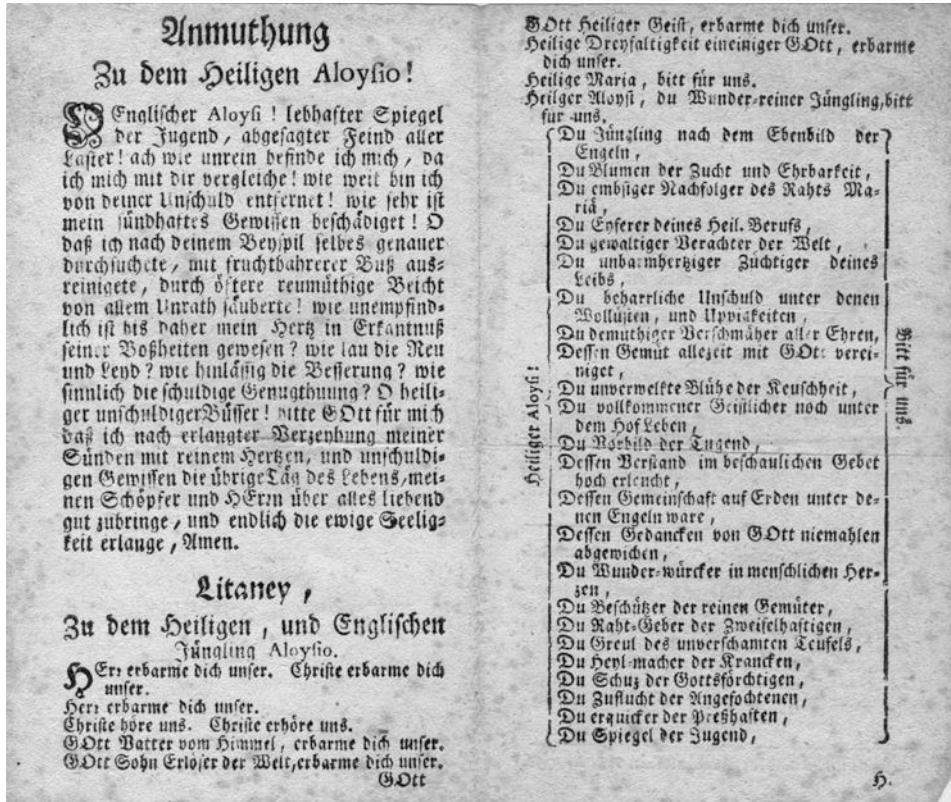 Anmuthung
Zu dem Heiligen Aloysio!
O Englischer Aloysi! lebhafter Spiegel
der Jugend, abgesagter Feind aller
Laster! ach wie unrein befinde ich mich, da
ich mich mit dir vergleiche! wie weit bin ich
von deiner Unschuld entfernet! wie sehr ist
mein sündhaftes Gewissen beschädiget! O
daß ich nach deinem Beyspil selbes genauer
durchsuchete, mit fruchtbahrerer Buß aus-
reinigete, durch öftere reumüthige Beicht
von allem Unrath säuberte! wie unempfind-
lich ist bis daher mein Hertz in Erkantnuß
seiner Boßheiten gewesen? wie lau die Reu
und Leyd? wie hinläßig die Besserung? wie
sinnlich die schuldige Genugthuung? O heili-
ger unschuldiger Büsser! bitte GOtt für mich
daß ich nach erlangter Verzeyhung meiner
Sünden mit reinem Hertzen, und unschuldi-
gen Gewissen die übrige Täg des Lebens, mei-
nen Schöpfer und HErrn über alles liebend
gut zubringe, und endlich die ewige Seelig-
keit erlange, Amen.
Litaney,
Zu dem Heiligen, und Englischen
Jüngling Aloysio.
HErr erbarme dich unser. Christe erbarme dich
unser.
Herr erbarme dich unser.
Christe höre uns. Christe erhöre uns.
GOtt Vatter vom Himmel, erbarme dich unser.
GOtt Sohn Erlöser der Welt, erbarme dich unser.
GOtt
GOtt Heiliger Geist, erbarme dich unser.
Heilige Dreyfaltigkeit eineiniger GOtt, erbarme
dich unser.
Heilige Maria, bitt für uns.
Heilger Aloysi, du Wunder-reiner Jüngling, bitt
für uns.
Heiliger Aloysi!
Du Jüngling nach dem Ebenbild der
Engeln,
Du Blumen der Zucht und Ehrbarkeit,
Du embsiger Nachfolger des Rahts Ma-
riä,
Du Eyferer deines Heil. Berufs,
Du gewaltiger Verachter der Welt,
Du unbarmhertziger Züchtiger deines
Leibs,
Du beharrliche Unschuld unter denen
Wollüsten, und Uppigkeiten,
Du demüthiger Verschmäher aller Ehren,
Dessen Gemüt allezeit mit GOtt verei-
niget,
Du unverwelkte Blühe der Keuschheit,
Du vollkommener Geistlicher noch unter
dem Hof Leben,
Du Vorbild der Tugend,
Dessen Verstand im beschaulichen Gebet
hoch erleucht,
Dessen Gemeinschaft auf Erden unter de-
nen Engeln ware,
Dessen Gedancken von GOtt niemahlen
abgewichen,
Du Wunder-würcker in menschlichen Her-
zen,
Du Beschützer der reinen Gemüter,
Du Raht-Geber der Zweifelhaftigen,
Du Greul des unverschamten Teufels,
Du Heyl-macher der Krancken,
Du Schuz der Gottsförchtigen,
Du Zuflucht der Angefochtenen,
Du erquicker der Preßhaften,
Du Spiegel der Jugend,
Bitt für uns.
H.